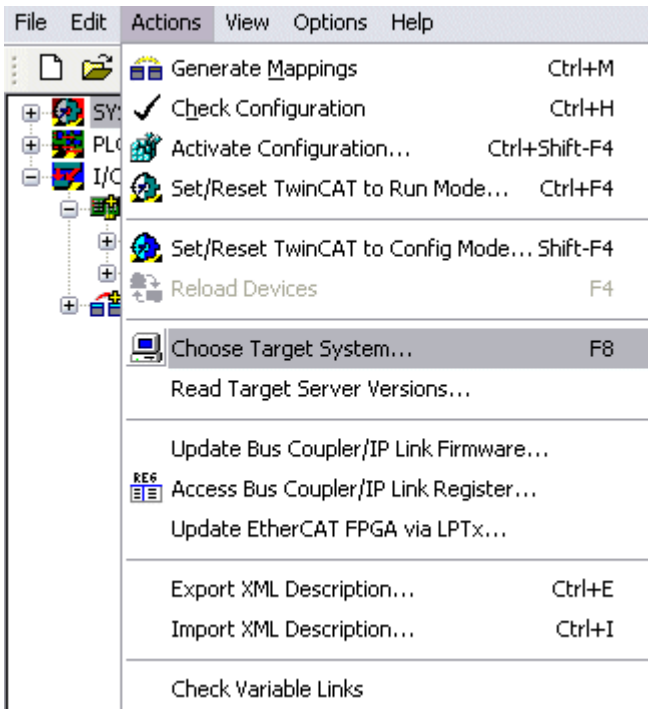 File Edit Actions View Options Help
Generate Mappings Ctrl+M
Check Configuration Ctrl+H
Activate Configuration... Ctrl+Shift-F4
Set/Reset TwinCAT to Run Mode... Ctrl+F4
Set/Reset TwinCAT to Config Mode... Shift-F4
Reload Devices F4
Choose Target System... F8
Read Target Server Versions...
Update Bus Coupler/IP Link Firmware...
REG Access Bus Coupler/IP Link Register...
Update EtherCAT FPGA via LPTx...
Export XML Description... Ctrl+E
Import XML Description... Ctrl+I
Check Variable Links